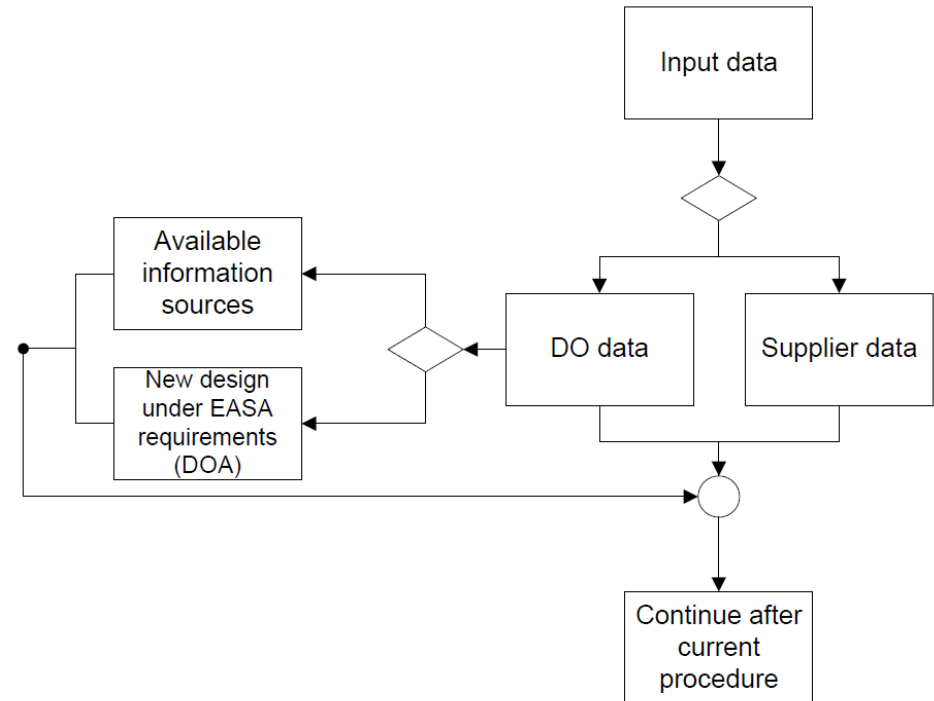 Input data
Available
information
sources
DO data
Supplier data
New design
under EASA
requirements
(DOA)
Continue after
current
procedure